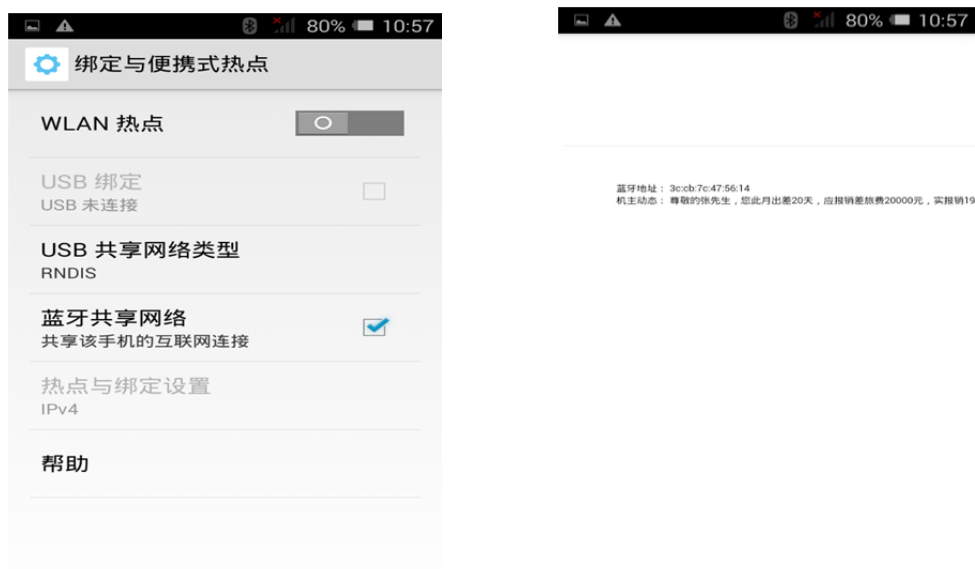 80% 10:57
绑定与便携式热点
WLAN 热点
USB 绑定
USB 未连接
USB 共享网络类型
RNDIS
蓝牙共享网络
共享该手机的互联网连接
热点与绑定设置
IPv4
帮助
80% 10:57
蓝牙地址： 3c:cb:7c:47:56:14
机主动态： 尊敬的张先生，您此月出差20天，应报销差旅费20000元，实报销19